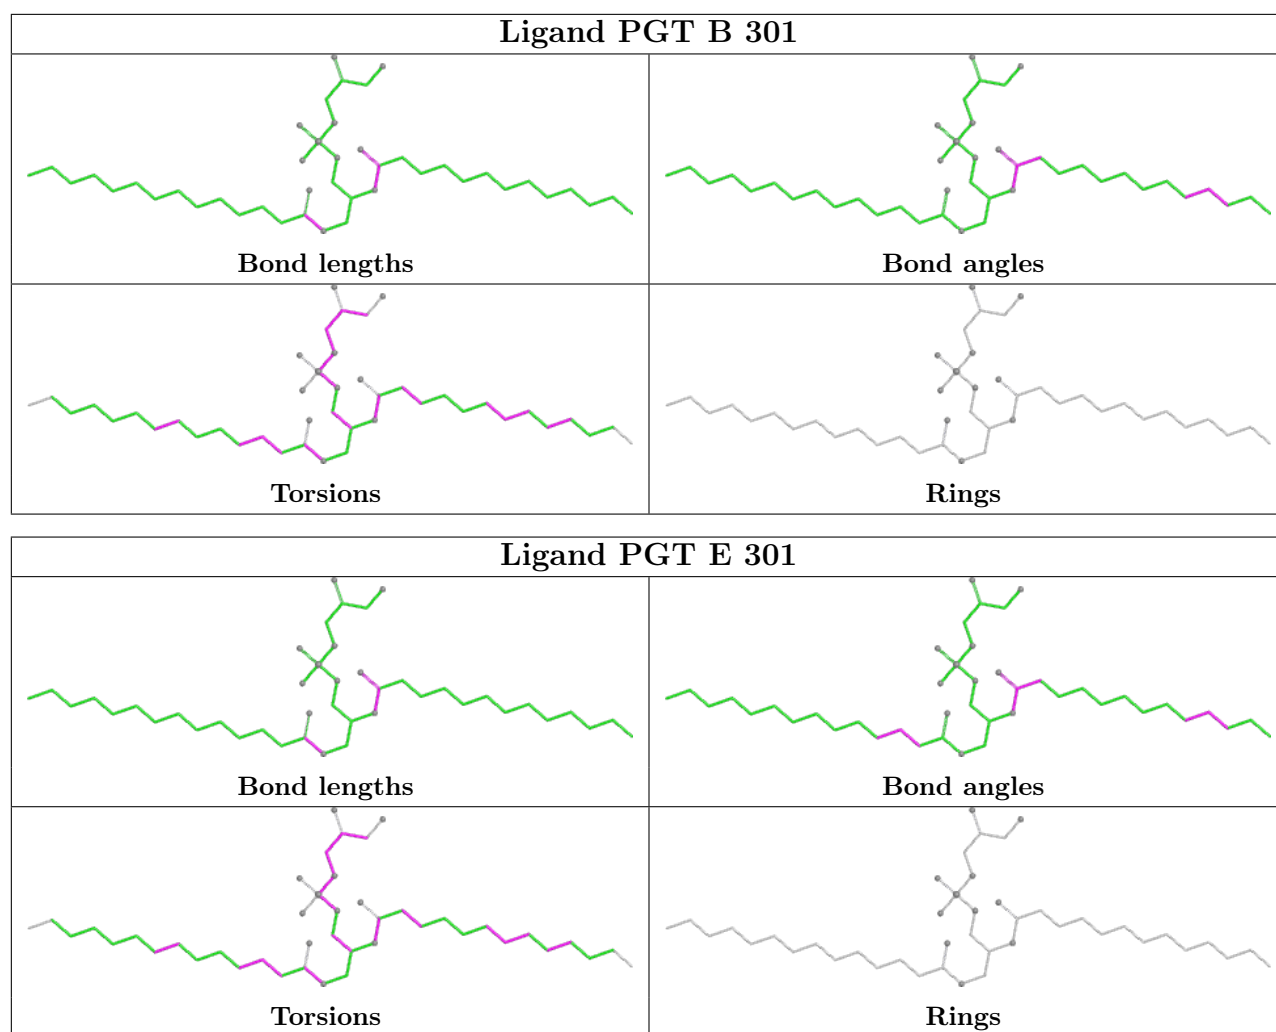 Ligand PGT B 301
Bond lengths
Bond angles
Torsions
Rings
Ligand PGT E 301
Bond lengths
Bond angles
Torsions
Rings